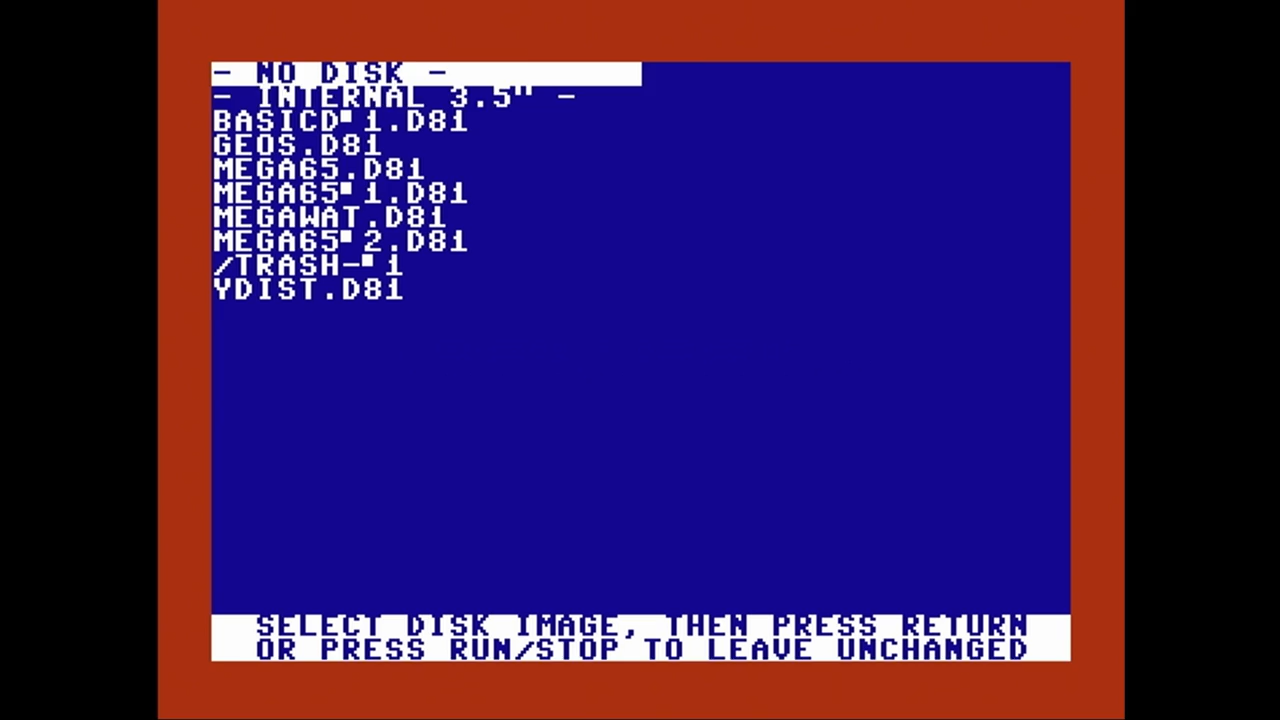 - NO DISK -
- INTERNAL 3.5" -
BASICD▘1.D81
GEOS.D81
MEGA65.D81
MEGA65▘1.D81
MEGAWAT.D81
MEGA65▘2.D81
/TRASH-▘1
YDIST.D81
SELECT DISK IMAGE, THEN PRESS RETURN
OR PRESS RUN/STOP TO LEAVE UNCHANGED